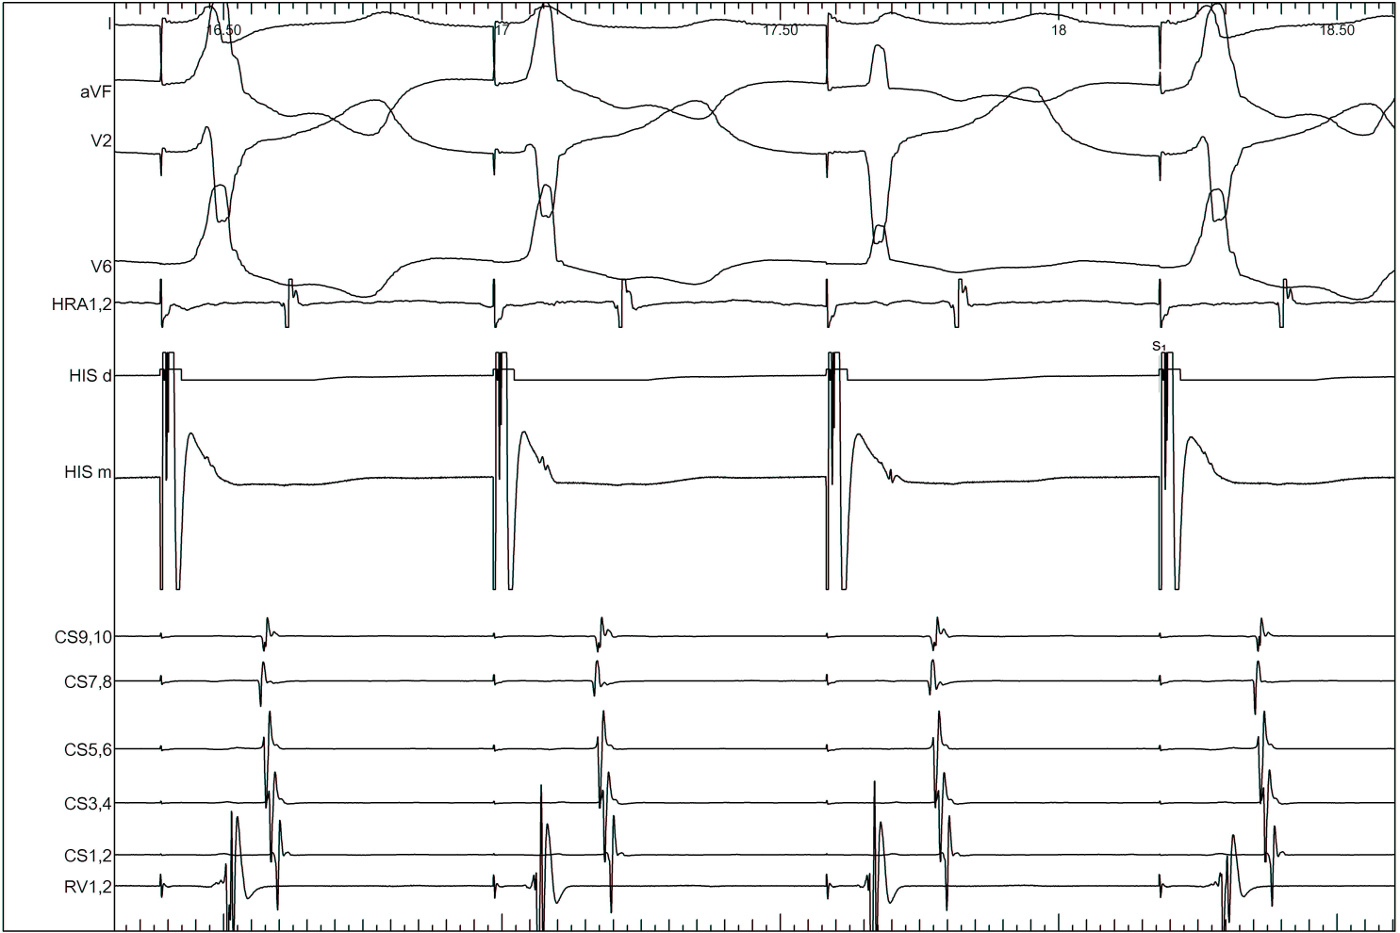 I
16.50
17
17.50
18
18.50
aVF
V2
V6
HRA1,2
S1
HIS d
HIS m
CS9,10
CS7,8
CS5,6
CS3,4
CS1,2
RV1,2